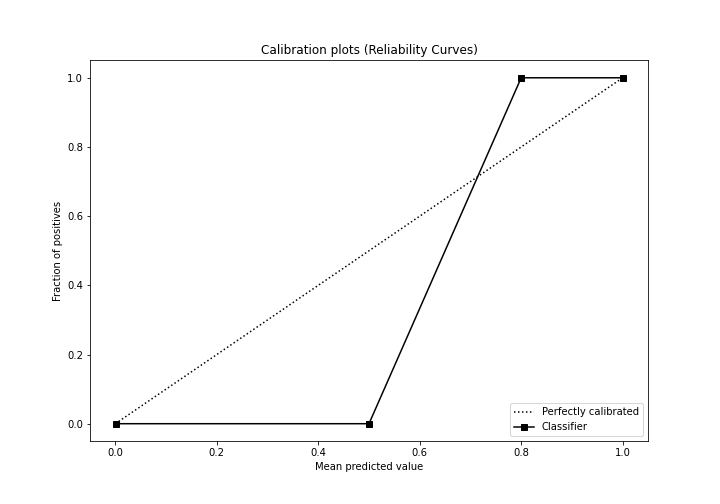 Calibration plots (Reliability Curves)
1.0
0.8
0.6
0.4
0.2
0.0
Fraction of positives
0.0 0.2 0.4 0.6 0.8 1.0
Mean predicted value
Perfectly calibrated
Classifier